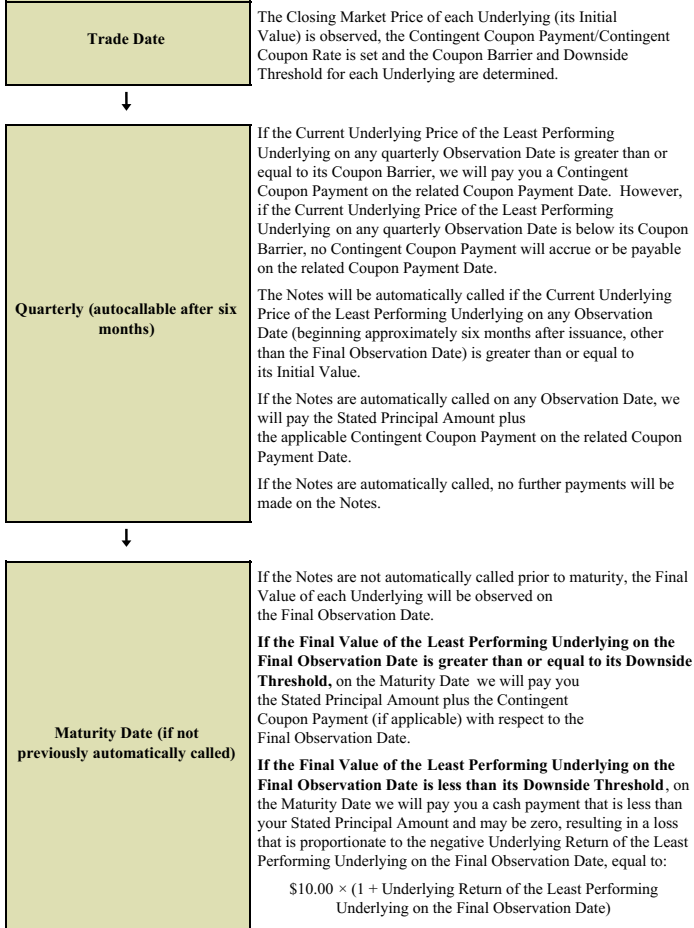 Trade Date
The Closing Market Price of each Underlying (its Initial
Value) is observed, the Contingent Coupon Payment/Contingent
Coupon Rate is set and the Coupon Barrier and Downside
Threshold for each Underlying are determined.
Quarterly (autocallable after six
months)
If the Current Underlying Price of the Least Performing
Underlying on any quarterly Observation Date is greater than or
equal to its Coupon Barrier, we will pay you a Contingent
Coupon Payment on the related Coupon Payment Date. However,
if the Current Underlying Price of the Least Performing
Underlying on any quarterly Observation Date is below its Coupon
Barrier, no Contingent Coupon Payment will accrue or be payable
on the related Coupon Payment Date.
The Notes will be automatically called if the Current Underlying
Price of the Least Performing Underlying on any Observation
Date (beginning approximately six months after issuance, other
than the Final Observation Date) is greater than or equal to
its Initial Value.
If the Notes are automatically called on any Observation Date, we
will pay the Stated Principal Amount plus
the applicable Contingent Coupon Payment on the related Coupon
Payment Date.
If the Notes are automatically called, no further payments will be
made on the Notes.
Maturity Date (if not
previously automatically called)
If the Notes are not automatically called prior to maturity, the Final
Value of each Underlying will be observed on
the Final Observation Date.
If the Final Value of the Least Performing Underlying on the
Final Observation Date is greater than or equal to its Downside
Threshold, on the Maturity Date we will pay you
the Stated Principal Amount plus the Contingent
Coupon Payment (if applicable) with respect to the
Final Observation Date.
If the Final Value of the Least Performing Underlying on the
Final Observation Date is less than its Downside Threshold, on
the Maturity Date we will pay you a cash payment that is less than
your Stated Principal Amount and may be zero, resulting in a loss
that is proportionate to the negative Underlying Return of the Least
Performing Underlying on the Final Observation Date, equal to:
$10.00 × (1 + Underlying Return of the Least Performing
Underlying on the Final Observation Date)